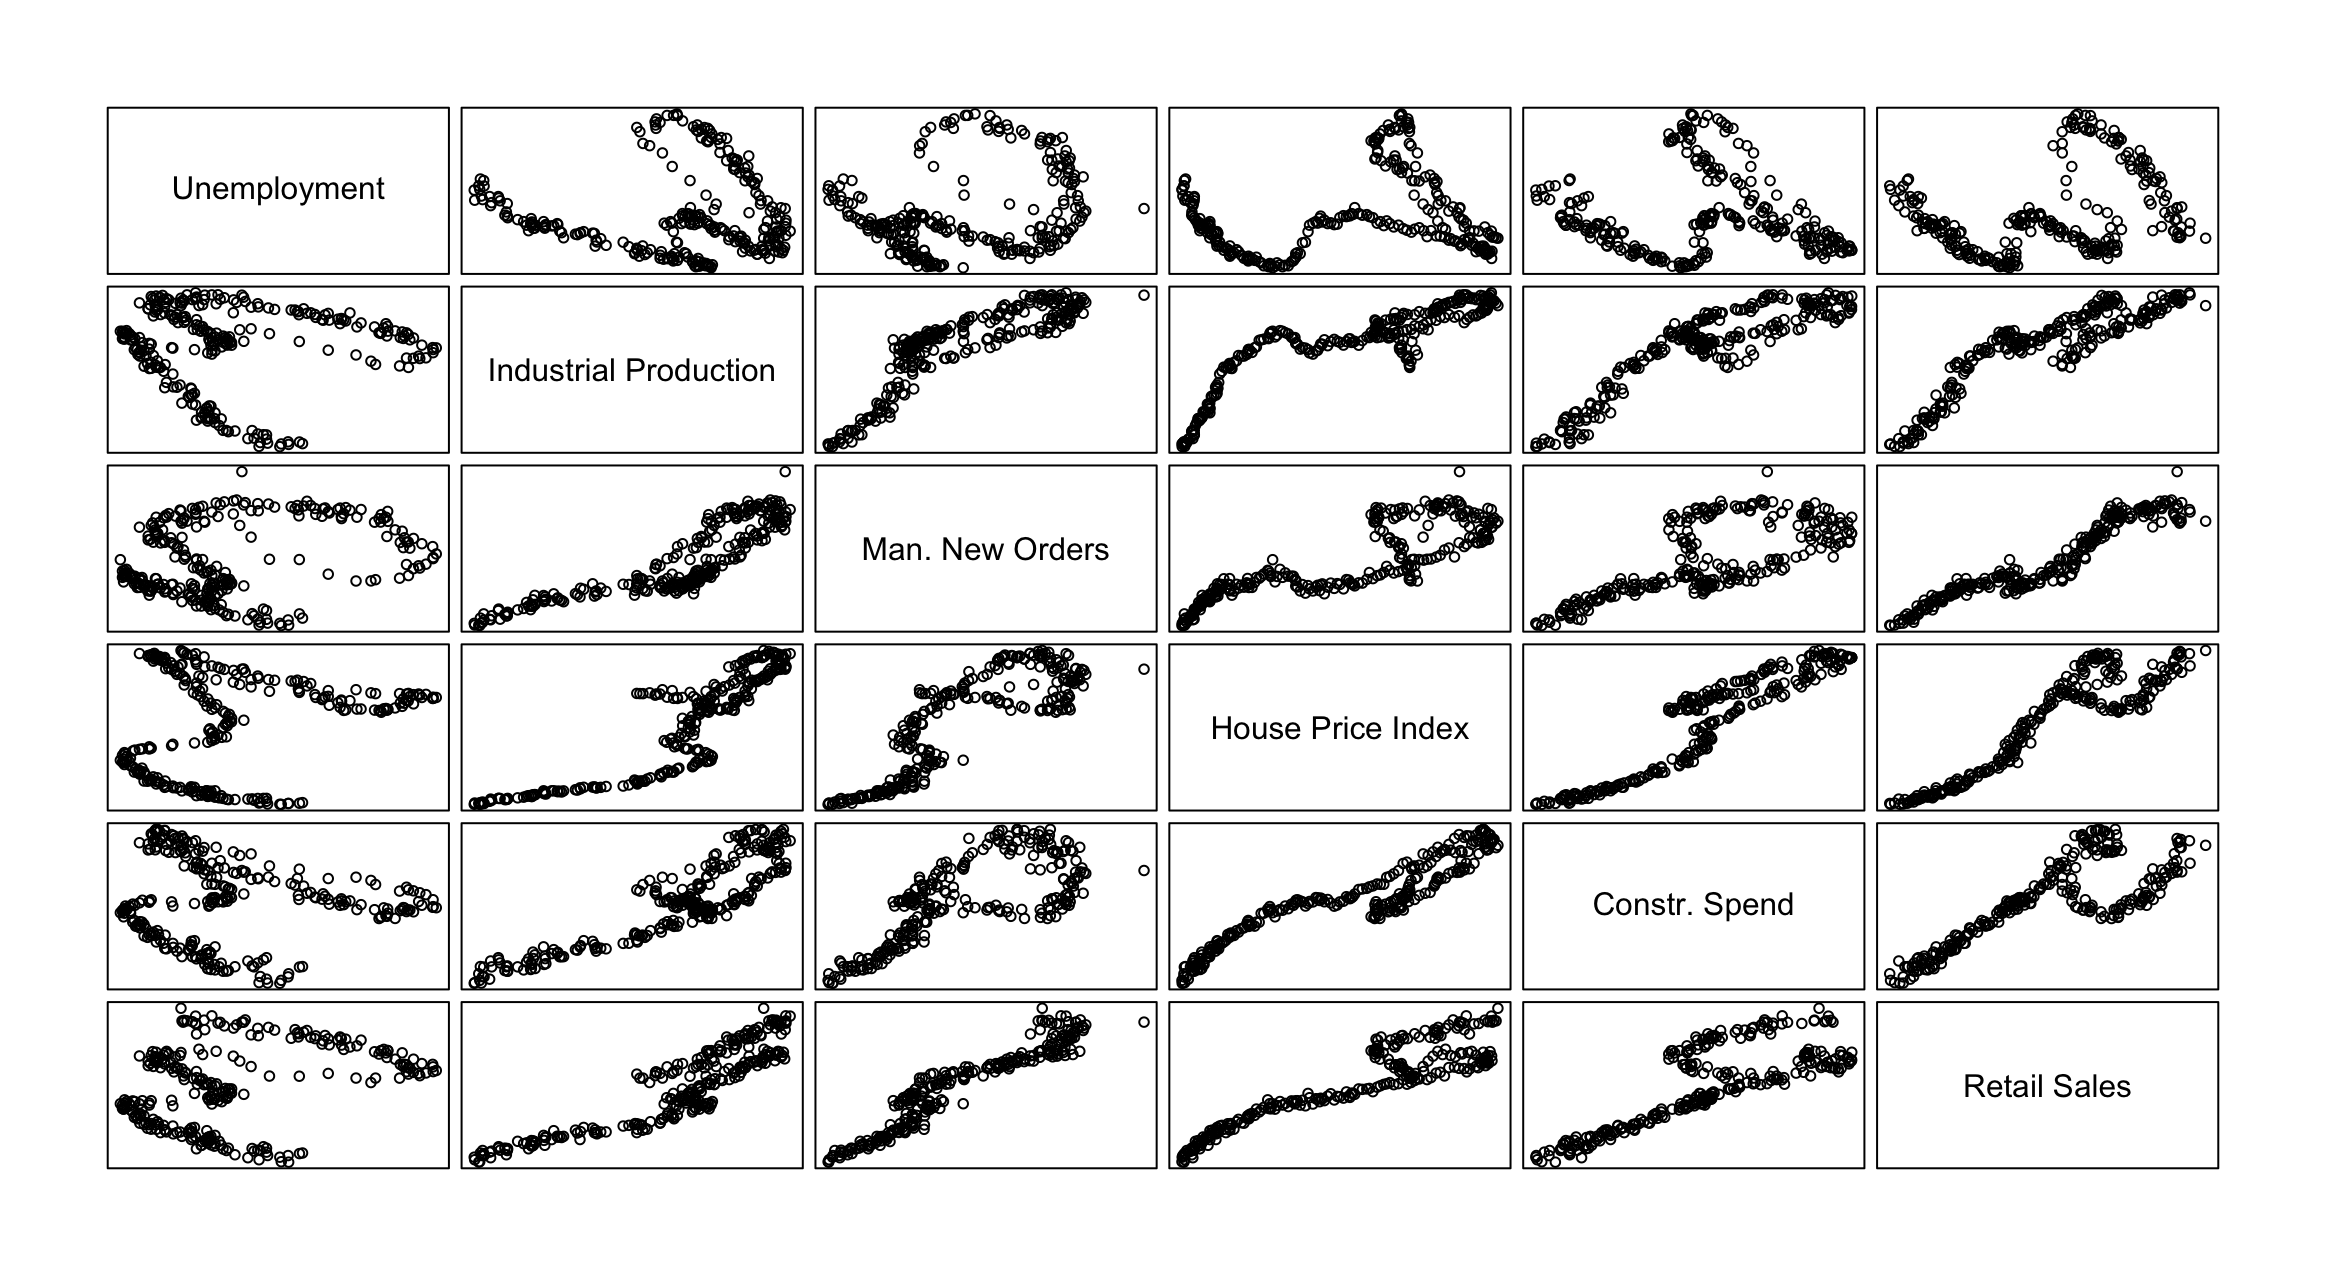 Unemployment
Industrial Production
Man. New Orders
House Price Index
Constr. Spend
Retail Sales